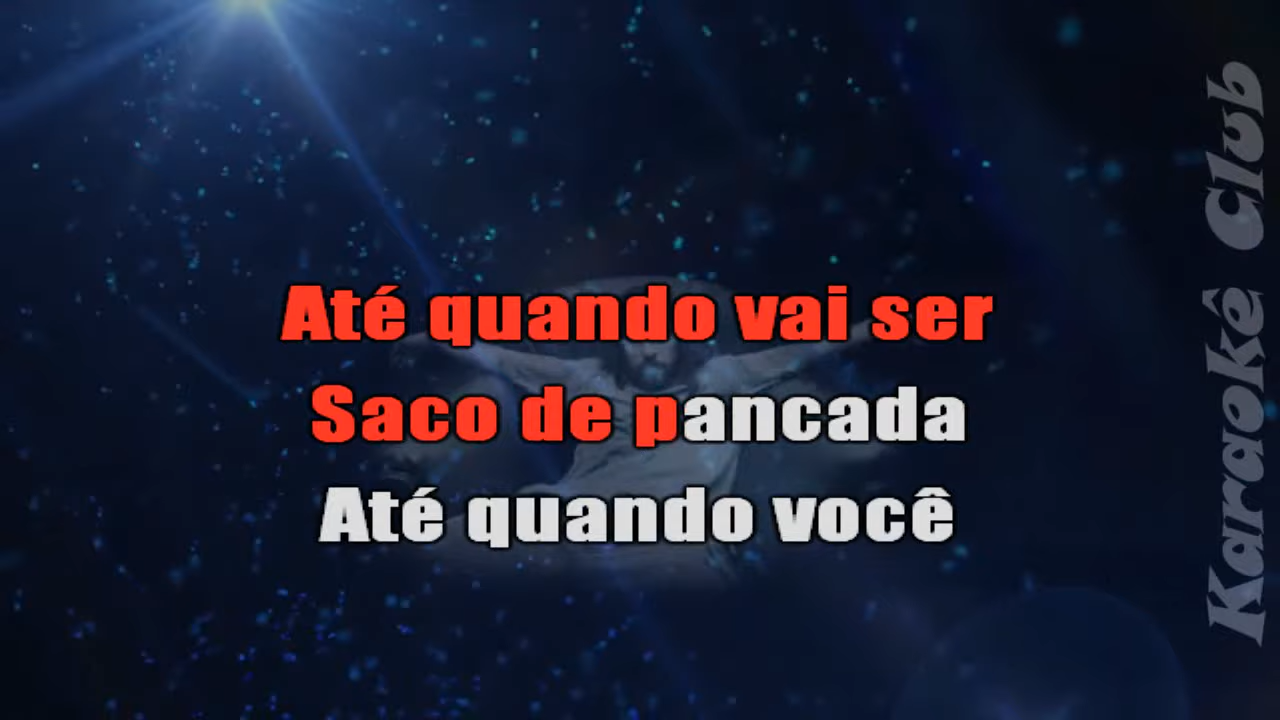 Até quando vai ser
Saco de pancada
Até quando você
Karaokê Club